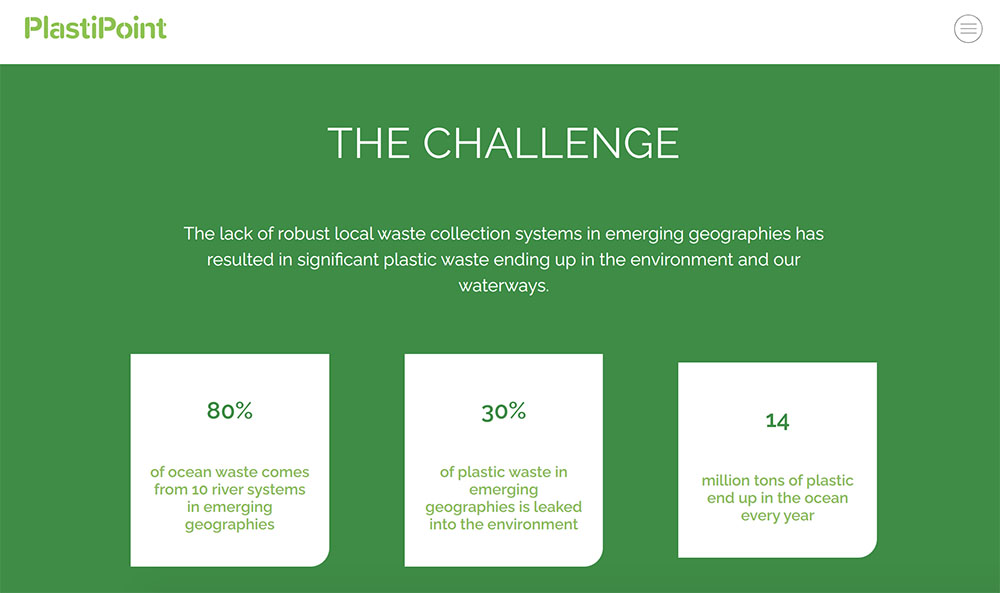 PlastiPoint
THE CHALLENGE
The lack of robust local waste collection systems in emerging geographies has
resulted in significant plastic waste ending up in the environment and our
waterways.
80%
of ocean waste comes
from 10 river systems
in emerging
geographies
30%
of plastic waste in
emerging
geographies is leaked
into the environment
14
million tons of plastic
end up in the ocean
every year